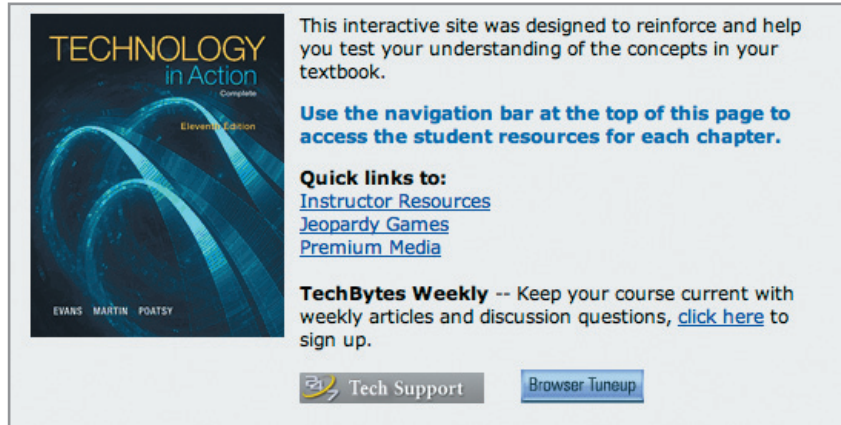 TECHNOLOGY
in Action
Complete
Eleventh Edition
EVANS MARTIN POATSY
This interactive site was designed to reinforce and help
you test your understanding of the concepts in your
textbook.
Use the navigation bar at the top of this page to
access the student resources for each chapter.
Quick links to:
Instructor Resources
Jeopardy Games
Premium Media
TechBytes Weekly -- Keep your course current with
weekly articles and discussion questions, click here to
sign up.
24/7 Tech Support
Browser Tuneup